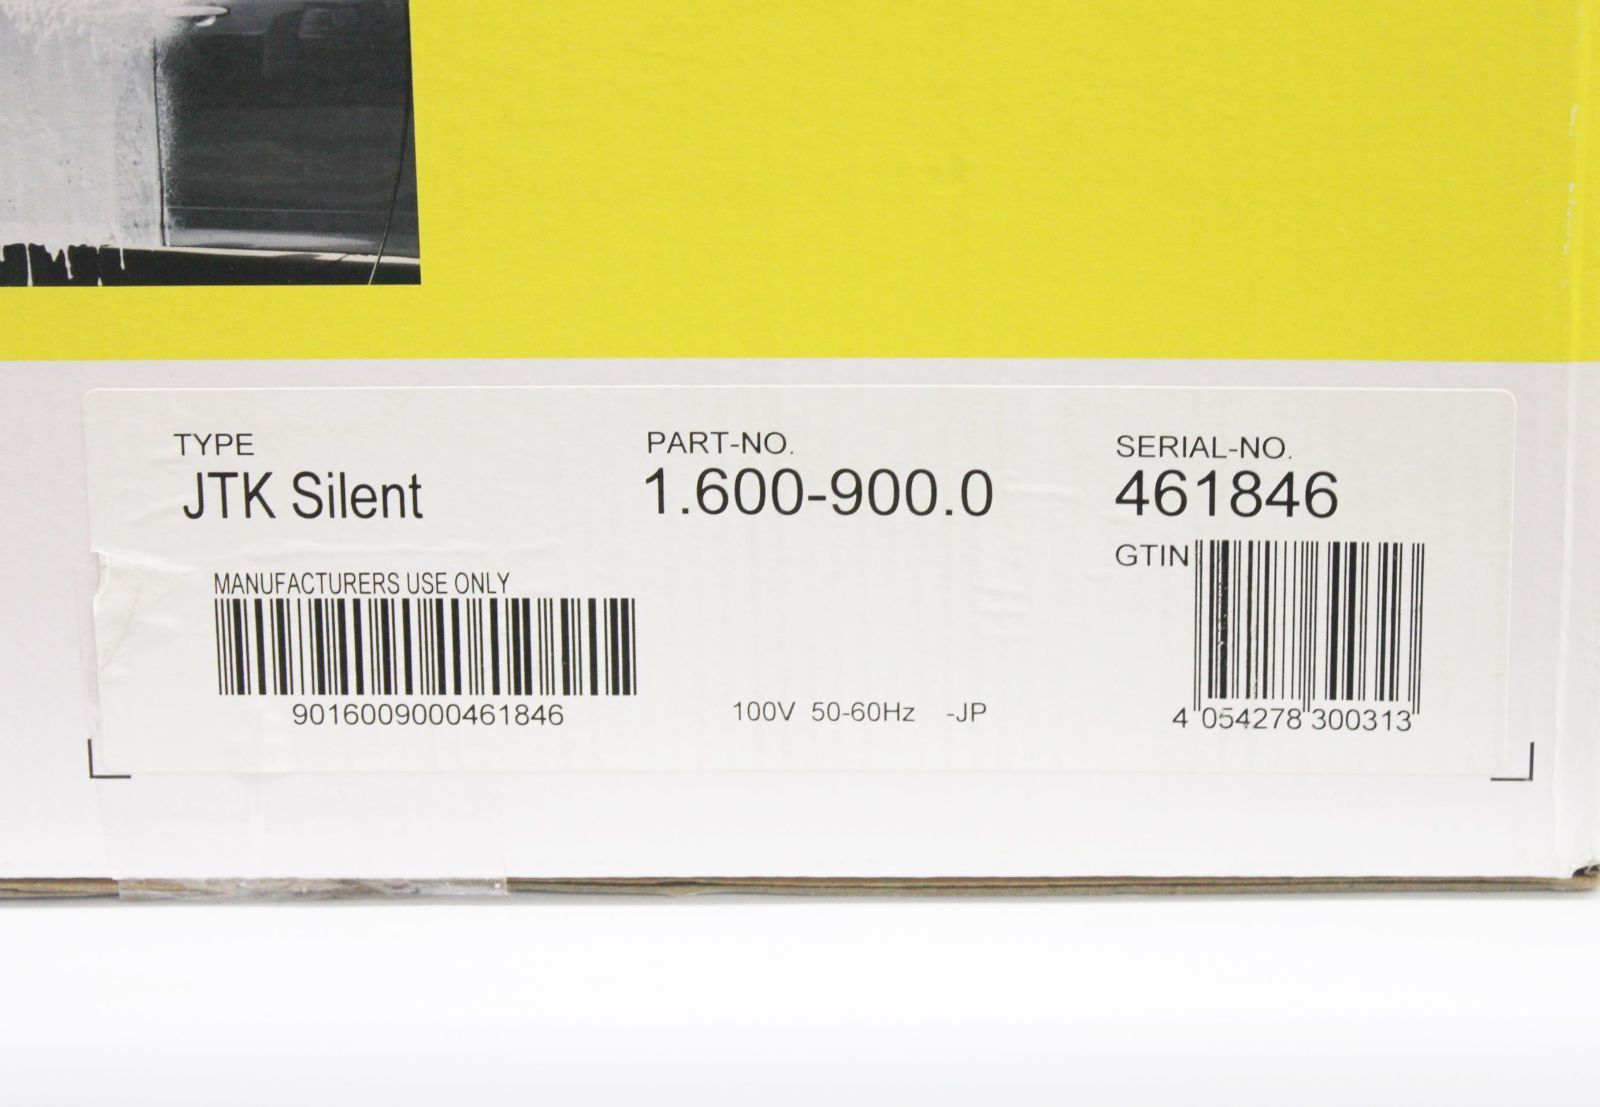 TYPE
JTK Silent
PART-NO.
1.600-900.0
SERIAL-NO.
461846
GTIN
MANUFACTURERS USE ONLY
9016009000461846
100V 50-60Hz -JP
4 054278 300313